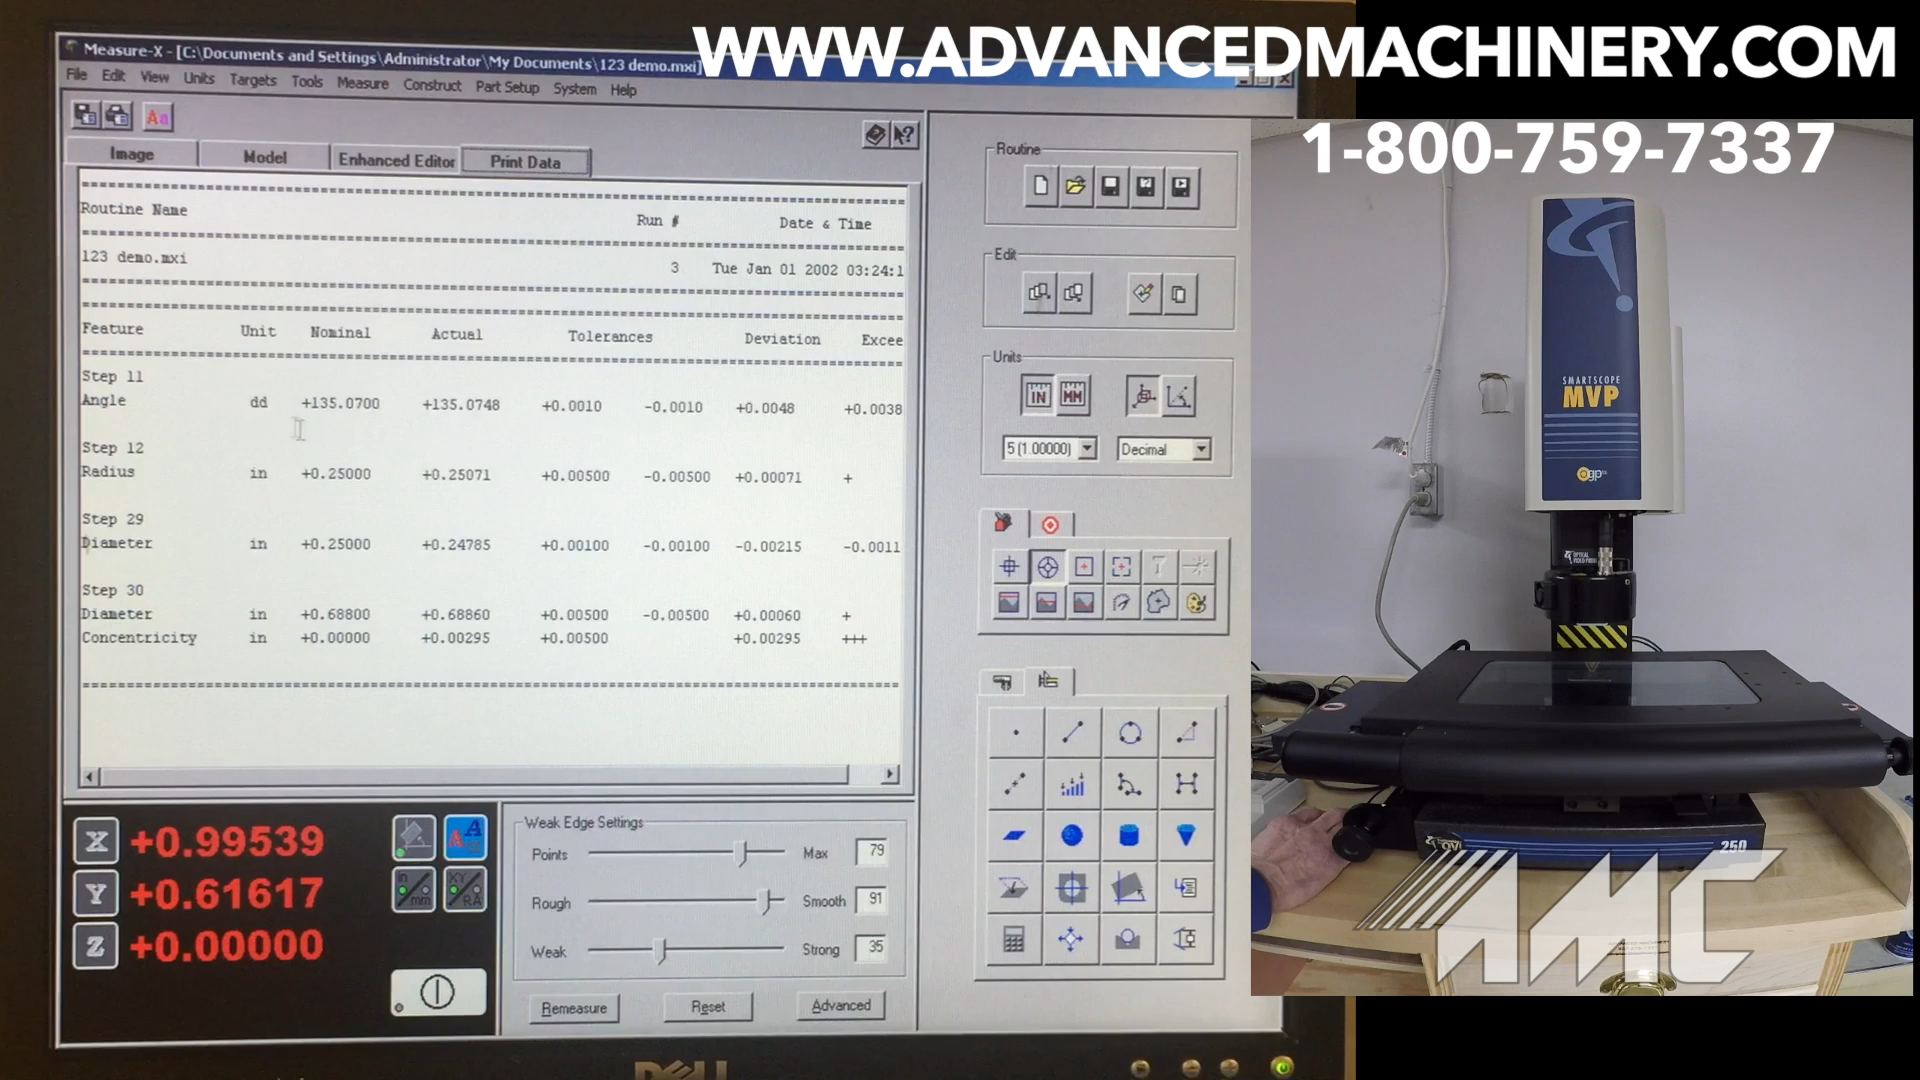 WWW.ADVANCEDMACHINERY.COM
1-800-759-7337
Measure-X - [C:\Documents and Settings\Administrator\My Documents\123 demo.mxi]
File Edit View Units Targets Tools Measure Construct Part Setup System Help
Aa
Image Model Enhanced Editor Print Data
Routine Name Run # Date & Time
123 demo.mxi 3 Tue Jan 01 2002 03:24:1
Feature Unit Nominal Actual Tolerances Deviation Excee
Step 11
Angle dd +135.0700 +135.0748 +0.0010 -0.0010 +0.0048 +0.0038
Step 12
Radius in +0.25000 +0.25071 +0.00500 -0.00500 +0.00071 +
Step 29
Diameter in +0.25000 +0.24785 +0.00100 -0.00100 -0.00215 -0.0011
Step 30
Diameter in +0.68800 +0.68860 +0.00500 -0.00500 +0.00060 +
Concentricity in +0.00000 +0.00295 +0.00500 +0.00295 +++
X +0.99539
Y +0.61617
Z +0.00000
in
mm
XY
RA
Weak Edge Settings
Points Max 79
Rough Smooth 91
Weak Strong 35
Remeasure Reset Advanced
Routine
Edit
Units
IN MM
5 (1.00000) Decimal
DELL
SMARTSCOPE
MVP
ogp
250
AMC